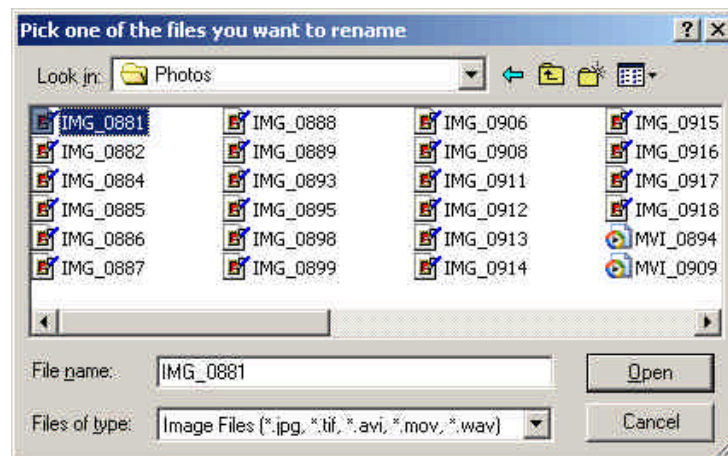 Pick one of the files you want to rename
Look in: Photos
IMG_0881 IMG_0888 IMG_0906 IMG_0915
IMG_0882 IMG_0889 IMG_0908 IMG_0916
IMG_0884 IMG_0893 IMG_0911 IMG_0917
IMG_0885 IMG_0895 IMG_0912 IMG_0918
IMG_0886 IMG_0898 IMG_0913 MVI_0894
IMG_0887 IMG_0899 IMG_0914 MVI_0909
File name: IMG_0881 Open
Files of type: Image Files (*.jpg, *.tif, *.avi, *.mov, *.wav) Cancel